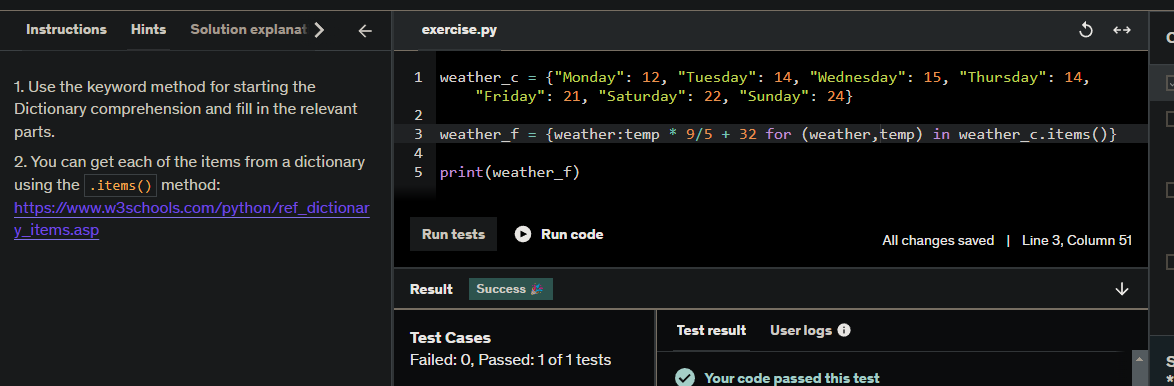 Instructions Hints Solution explanat
1. Use the keyword method for starting the
Dictionary comprehension and fill in the relevant
parts.
2. You can get each of the items from a dictionary
using the .items() method:
https://www.w3schools.com/python/ref_dictionar
y_items.asp
exercise.py
1 weather_c = {"Monday": 12, "Tuesday": 14, "Wednesday": 15, "Thursday": 14,
"Friday": 21, "Saturday": 22, "Sunday": 24}
2
3 weather_f = {weather:temp * 9/5 + 32 for (weather,temp) in weather_c.items()}
4
5 print(weather_f)
Run tests Run code
All changes saved | Line 3, Column 51
Result Success
Test Cases
Failed: 0, Passed: 1 of 1 tests
Test result User logs
Your code passed this test